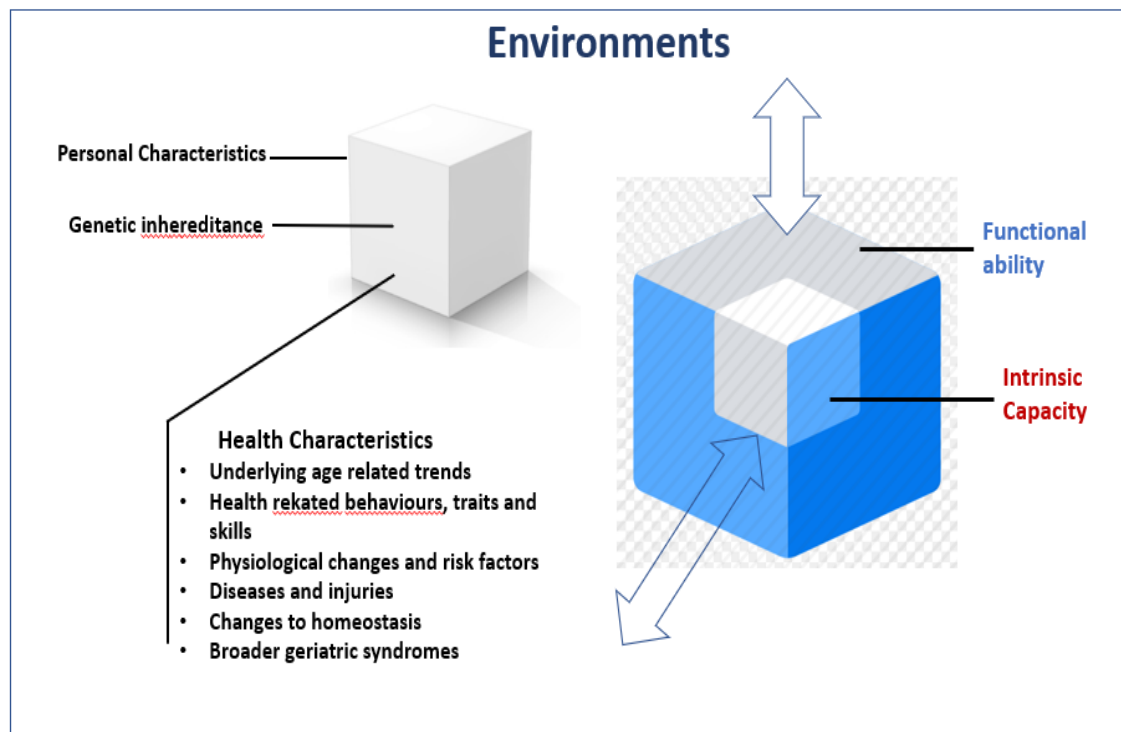 Environments
Personal Characteristics
Genetic inhereditance
Functional
ability
Intrinsic
Capacity
Health Characteristics
• Underlying age related trends
• Health rekated behaviours, traits and
skills
• Physiological changes and risk factors
• Diseases and injuries
• Changes to homeostasis
• Broader geriatric syndromes